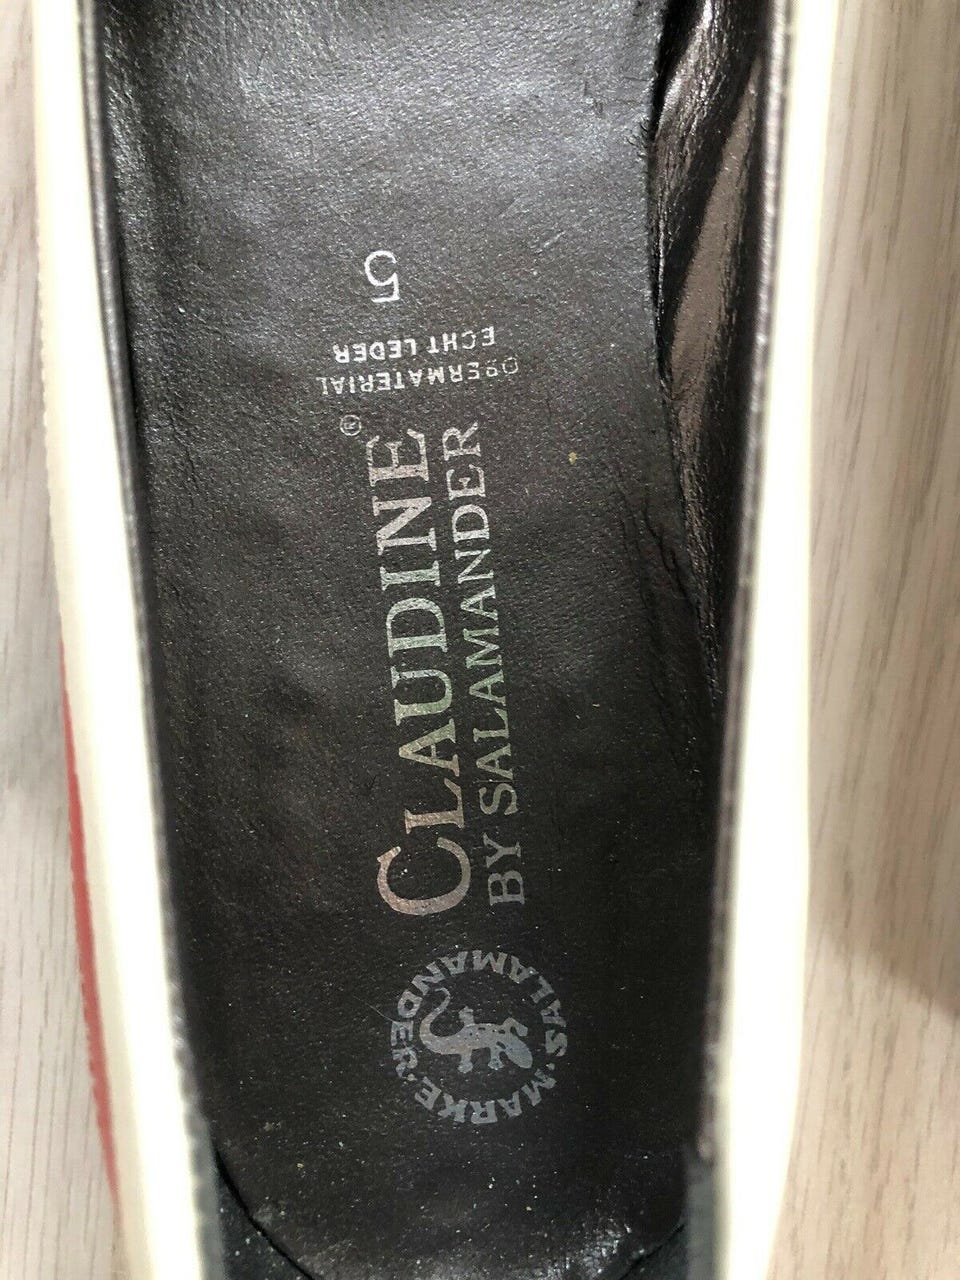 5
OBERMATERIAL
ECHT LEDER
CLAUDINE®
BY SALAMANDER
SALAMANDER · MARKE ·